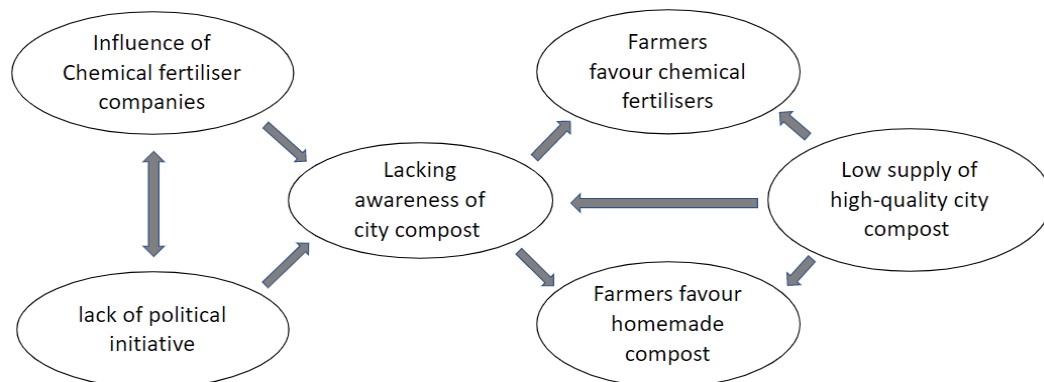 Influence of
Chemical fertiliser
companies
Farmers
favour chemical
fertilisers
Lacking
awareness of
city compost
Low supply of
high-quality city
compost
lack of political
initiative
Farmers favour
homemade
compost